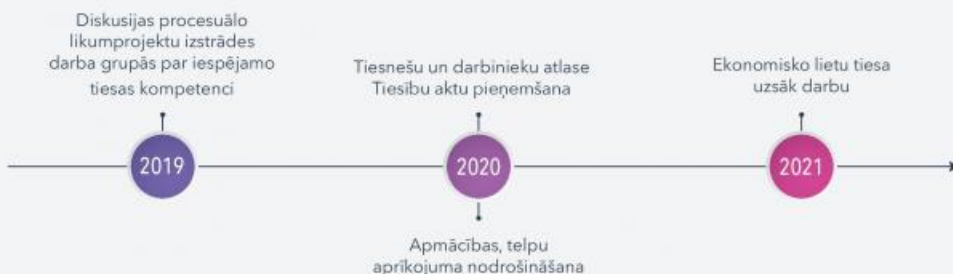 Diskusijas procesuālo
likumprojektu izstrādes
darba grupās par iespējamo
tiesas kompetenci
2019
Tiesnešu un darbinieku atlase
Tiesību aktu pieņemšana
2020
Apmācības, telpu
aprīkojuma nodrošināšana
Ekonomisko lietu tiesa
uzsāk darbu
2021